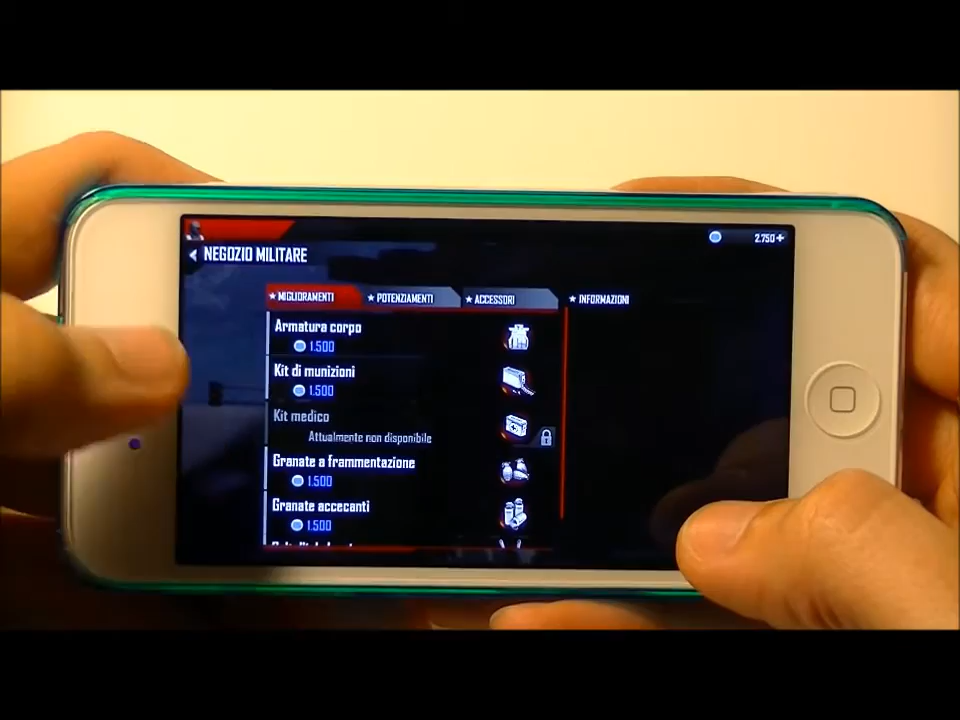 2.750+
NEGOZIO MILITARE
MIGLIORAMENTI
POTENZIAMENTI
ACCESSORI
INFORMAZIONI
Armatura corpo
1.500
Kit di munizioni
1.500
Kit medico
Attualmente non disponibile
Granate a frammentazione
1.500
Granate accecanti
1.500